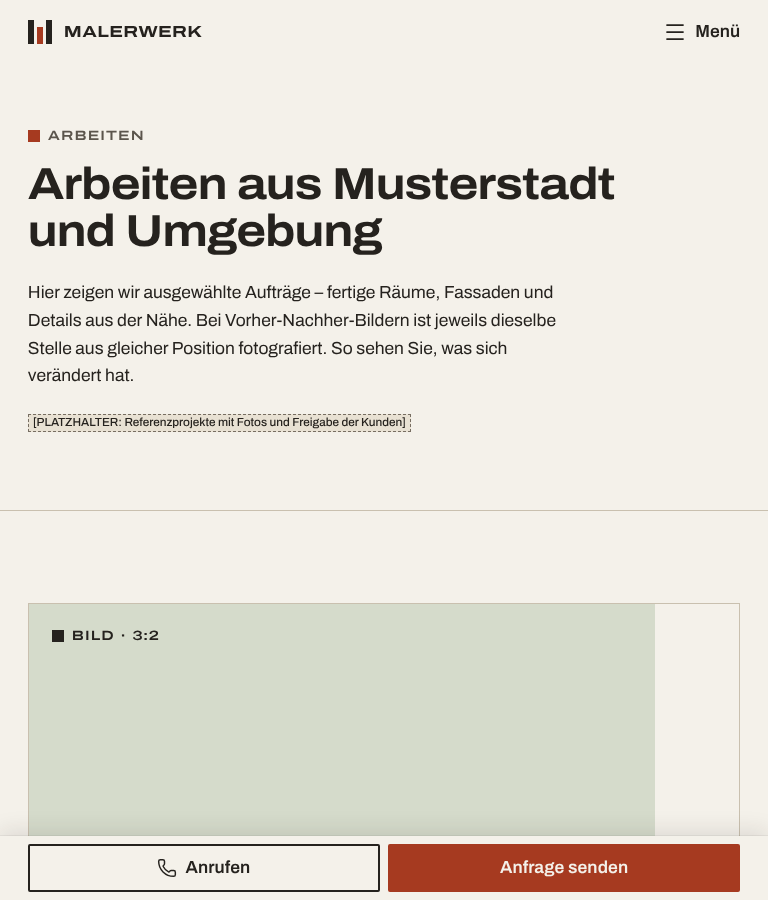 MALERWERK
Menü
ARBEITEN
Arbeiten aus Musterstadt
und Umgebung
Hier zeigen wir ausgewählte Aufträge – fertige Räume, Fassaden und
Details aus der Nähe. Bei Vorher-Nachher-Bildern ist jeweils dieselbe
Stelle aus gleicher Position fotografiert. So sehen Sie, was sich
verändert hat.
[PLATZHALTER: Referenzprojekte mit Fotos und Freigabe der Kunden]
BILD · 3:2
Anrufen
Anfrage senden